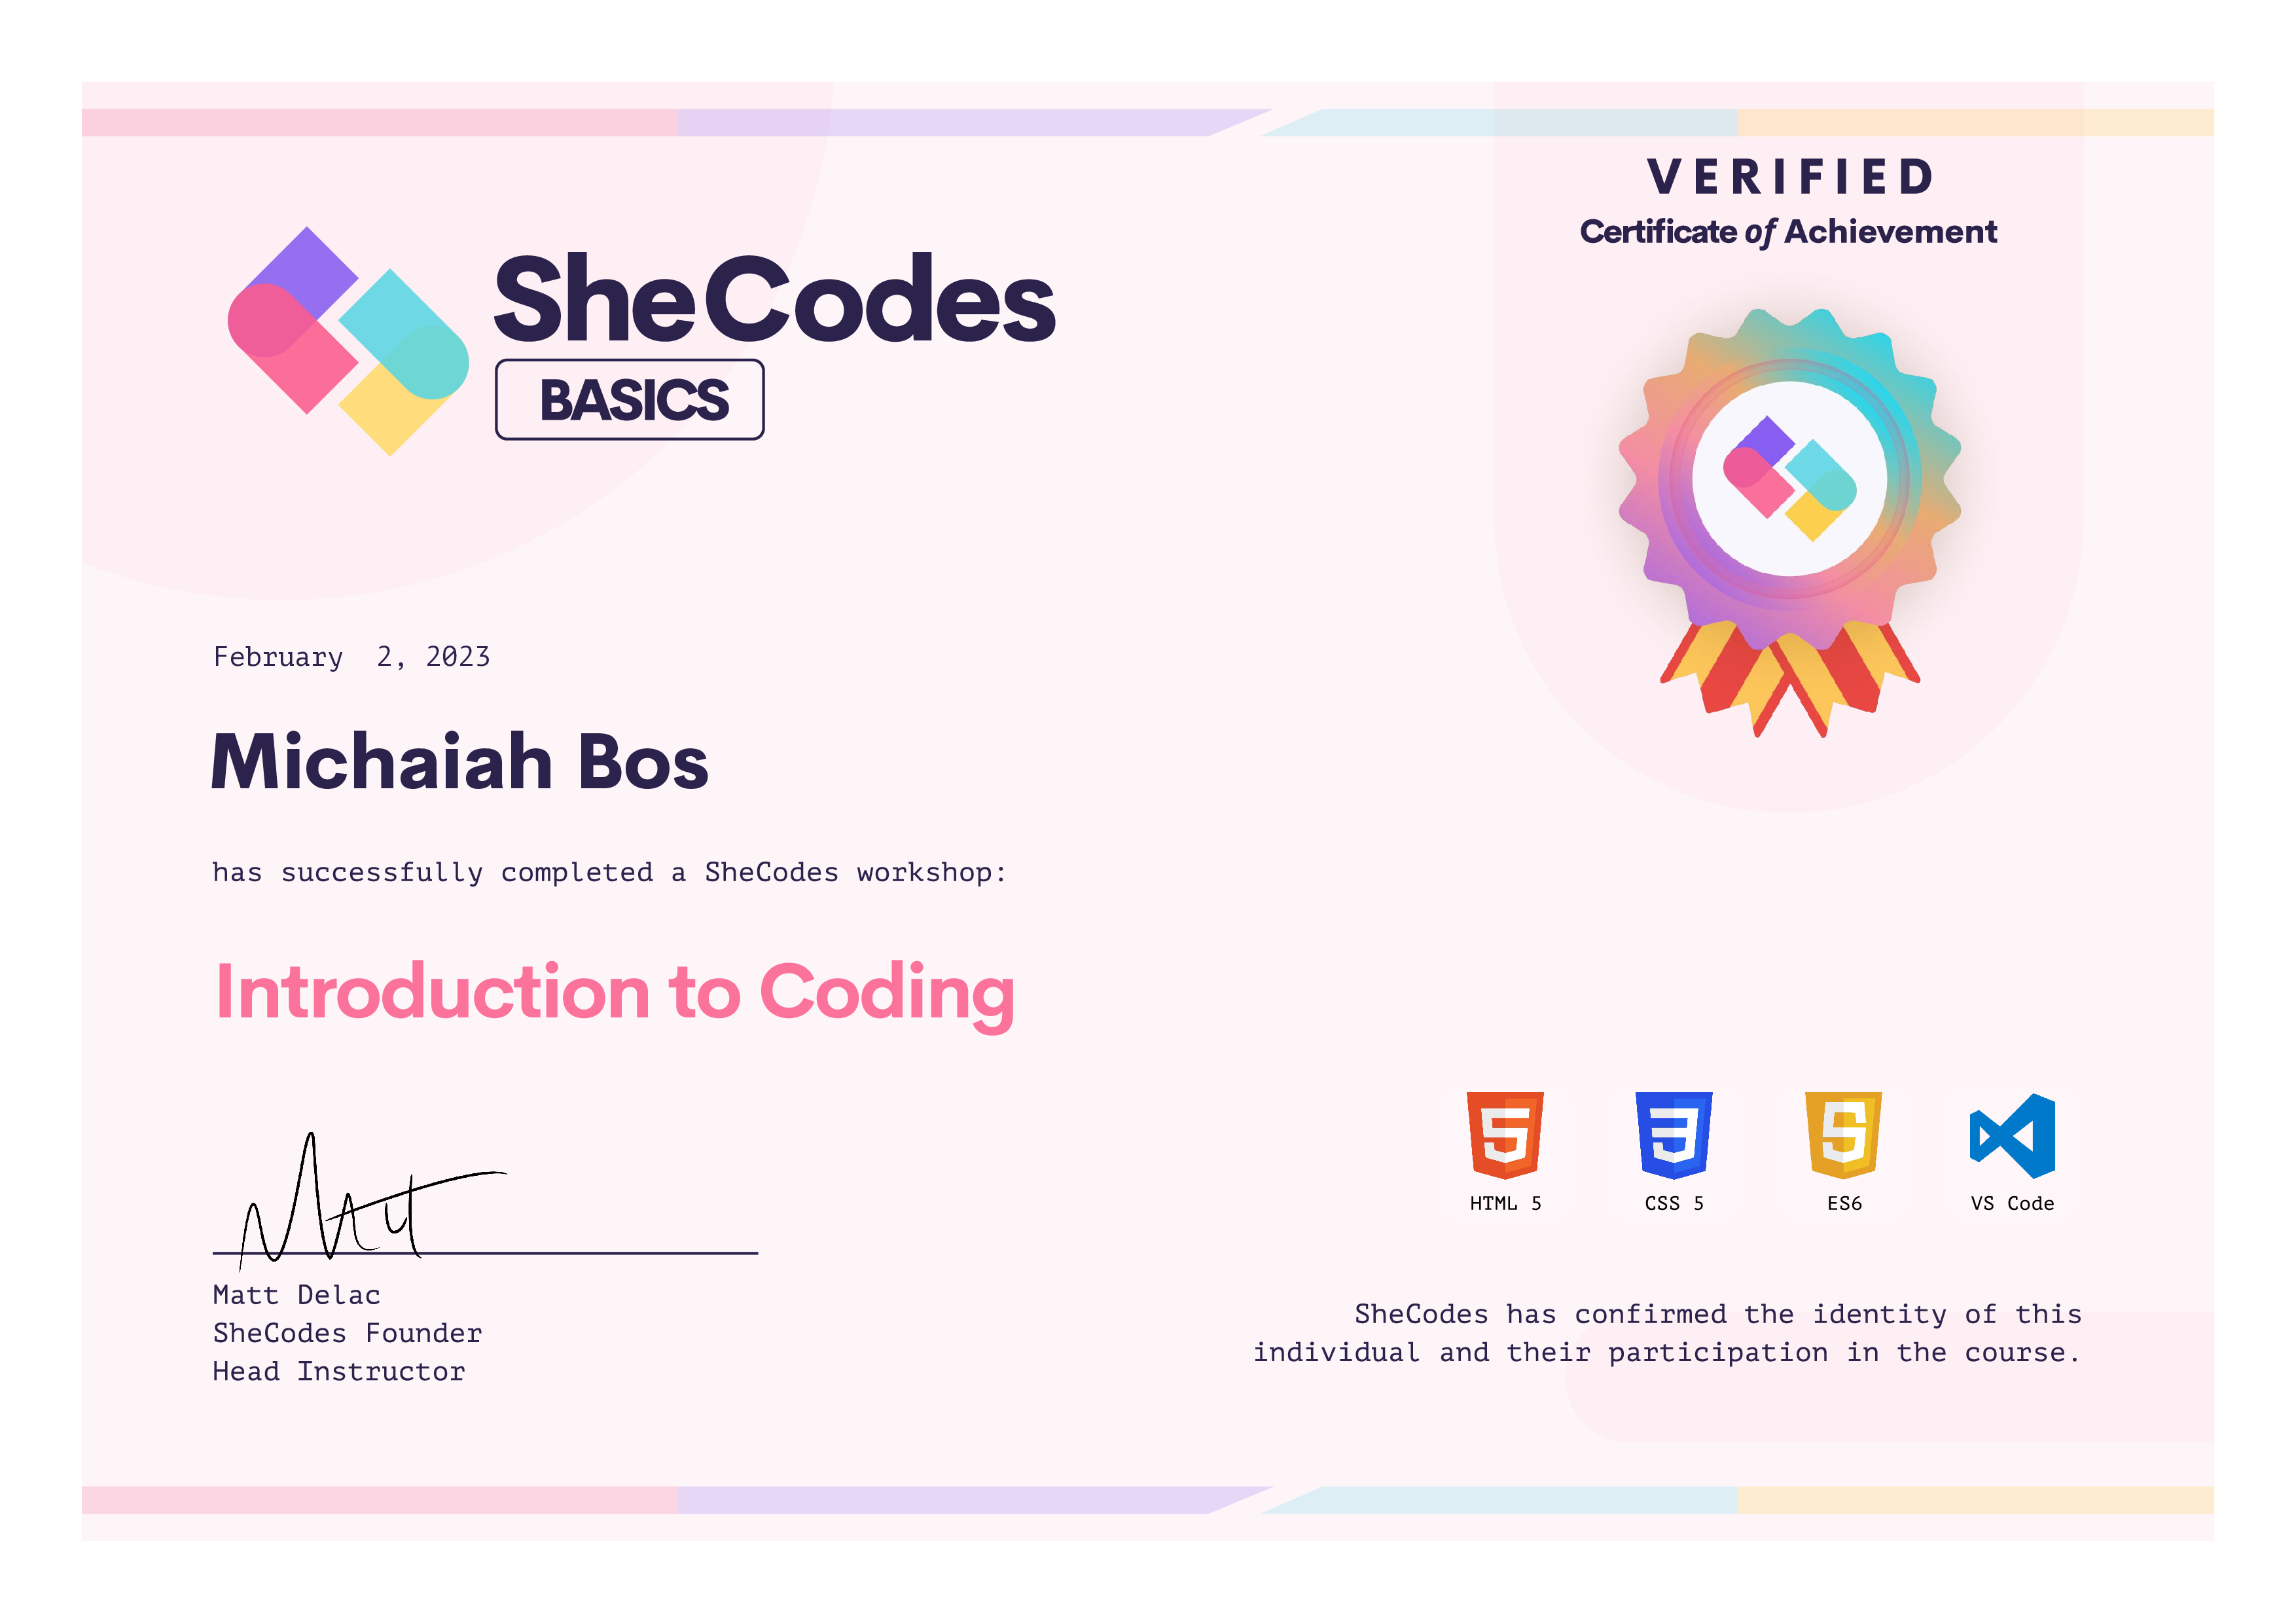 VERIFIED
Certificate of Achievement
SheCodes
BASICS
February 2, 2023
Michaiah Bos
has successfully completed a SheCodes workshop:
Introduction to Coding
HTML 5
CSS 5
ES6
VS Code
Matt
Matt Delac
SheCodes Founder
Head Instructor
SheCodes has confirmed the identity of this
individual and their participation in the course.